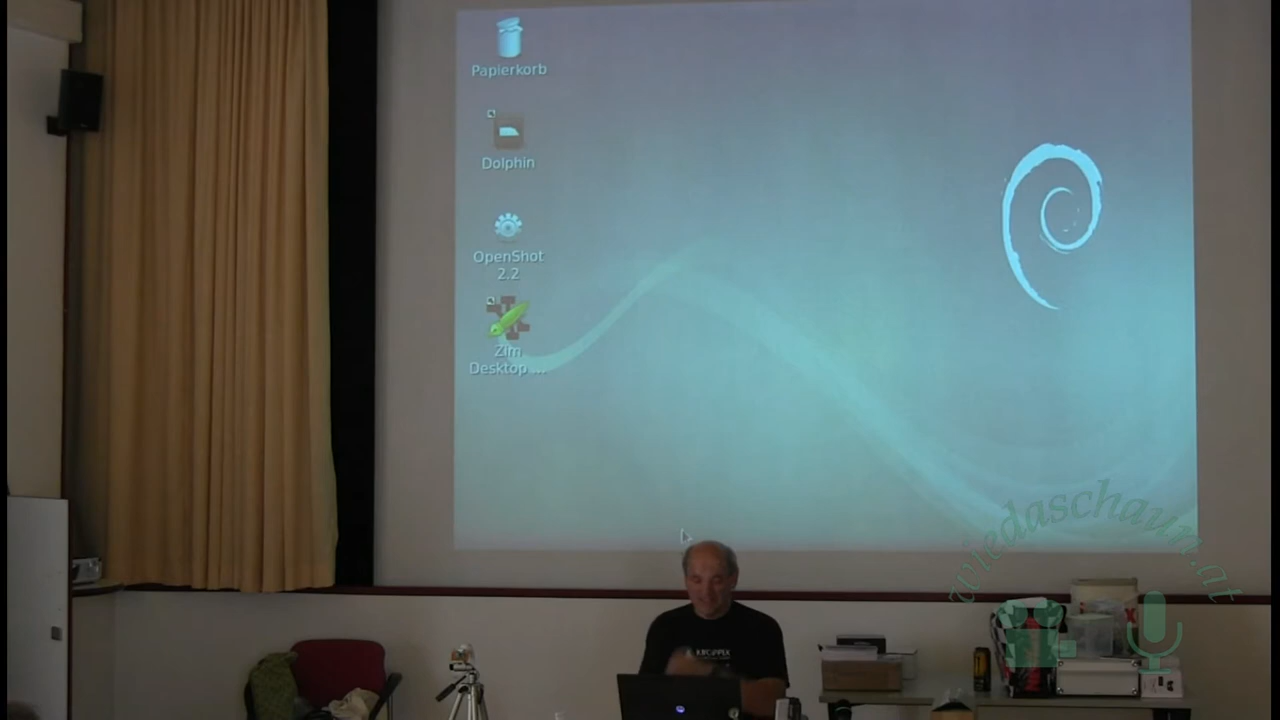 Papierkorb
Dolphin
OpenShot
2.2
Zim
Desktop ...
wiedaschaun.at